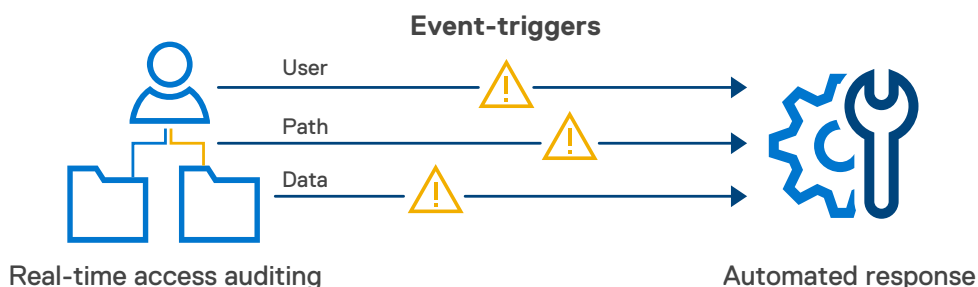 Event-triggers
User
Path
Data
Real-time access auditing
Automated response